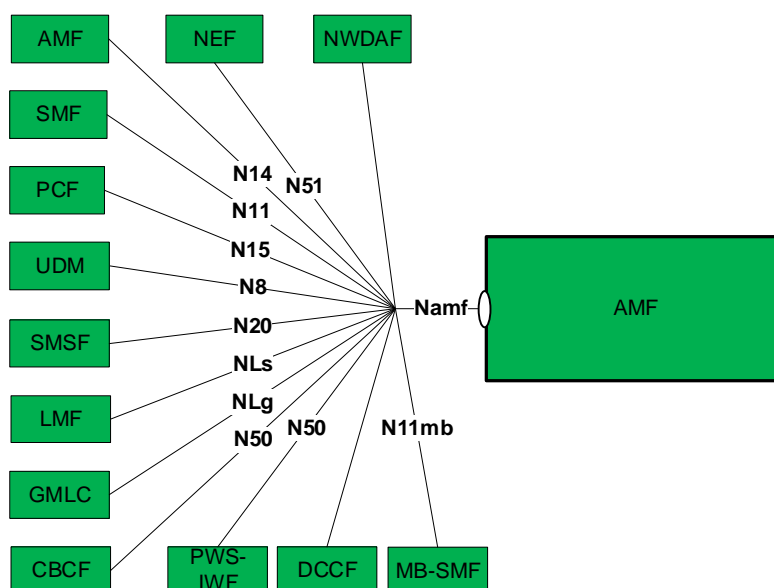 AMF
NEF
NWDAF
SMF
PCF
UDM
SMSF
LMF
GMLC
CBCF
PWS-
IWF
DCCF
MB-SMF
N14
N51
N11
N15
N8
N20
NLs
NLg
N50
N50
N11mb
Namf
AMF